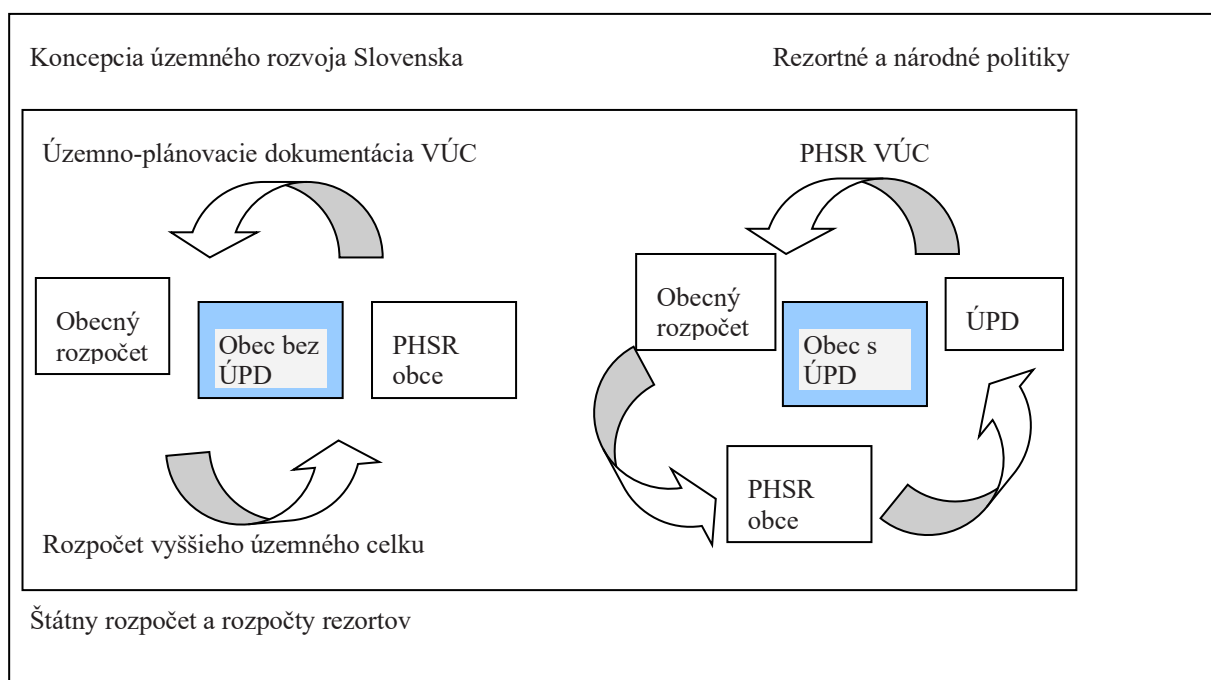 Koncepcia územného rozvoja Slovenska
Rezortné a národné politiky
Územno-plánovacie dokumentácia VÚC
PHSR VÚC
Obecný
rozpočet
Obec bez
ÚPD
PHSR
obce
Obecný
rozpočet
Obec s
ÚPD
ÚPD
PHSR
obce
Rozpočet vyššieho územného celku
Štátny rozpočet a rozpočty rezortov